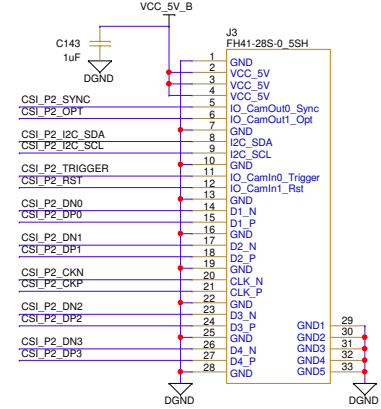 VCC_5V_B
J3
FH41-28S-0_5SH
C143
1uF
DGND
1 GND
2 VCC_5V
3 VCC_5V
4 VCC_5V
CSI_P2_SYNC 5 IO_CamOut0_Sync
CSI_P2_OPT 6 IO_CamOut1_Opt
7 GND
CSI_P2_I2C_SDA 8 I2C_SDA
CSI_P2_I2C_SCL 9 I2C_SCL
10 GND
CSI_P2_TRIGGER 11 IO_CamIn0_Trigger
CSI_P2_RST 12 IO_CamIn1_Rst
13 GND
CSI_P2_DN0 14 D1_N
CSI_P2_DP0 15 D1_P
16 GND
CSI_P2_DN1 17 D2_N
CSI_P2_DP1 18 D2_P
19 GND
CSI_P2_CKN 20 CLK_N
CSI_P2_CKP 21 CLK_P
22 GND
CSI_P2_DN2 23 D3_N
CSI_P2_DP2 24 D3_P
25 GND
CSI_P2_DN3 26 D4_N
CSI_P2_DP3 27 D4_P
28 GND
GND1 29
GND2 30
GND3 31
GND4 32
GND5 33
DGND
DGND